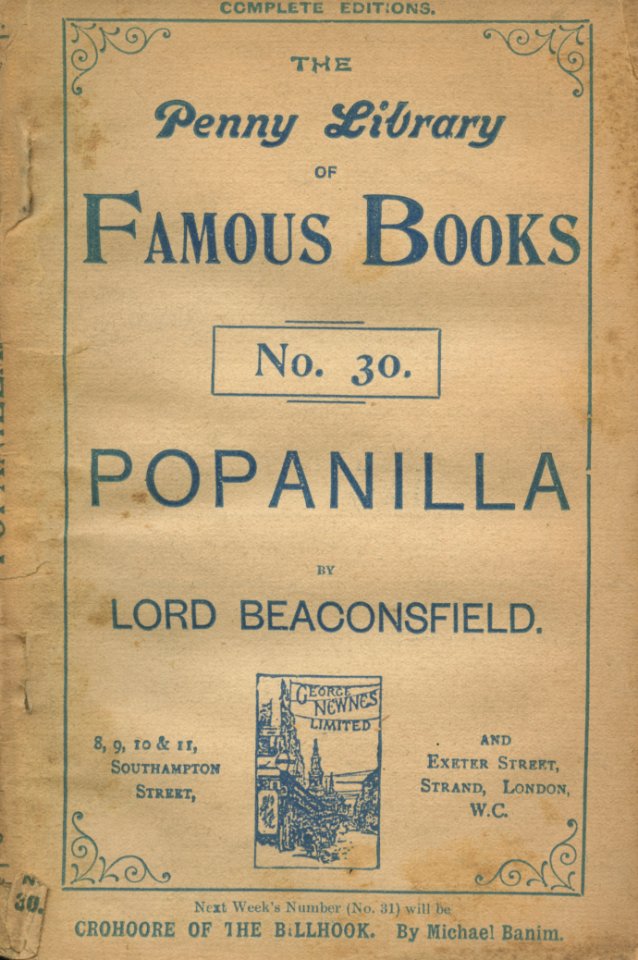 COMPLETE EDITIONS.
THE
Penny Library
OF
FAMOUS BOOKS
No. 30.
POPANILLA
BY
LORD BEACONSFIELD.
GEORGE
NEWNES
LIMITED
8, 9, 10 & 11,
SOUTHAMPTON
STREET,
AND
EXETER STREET,
STRAND, LONDON,
W.C.
30.
Next Week's Number (No. 31) will be
CROHOORE OF THE BILLHOOK. By Michael Banim.